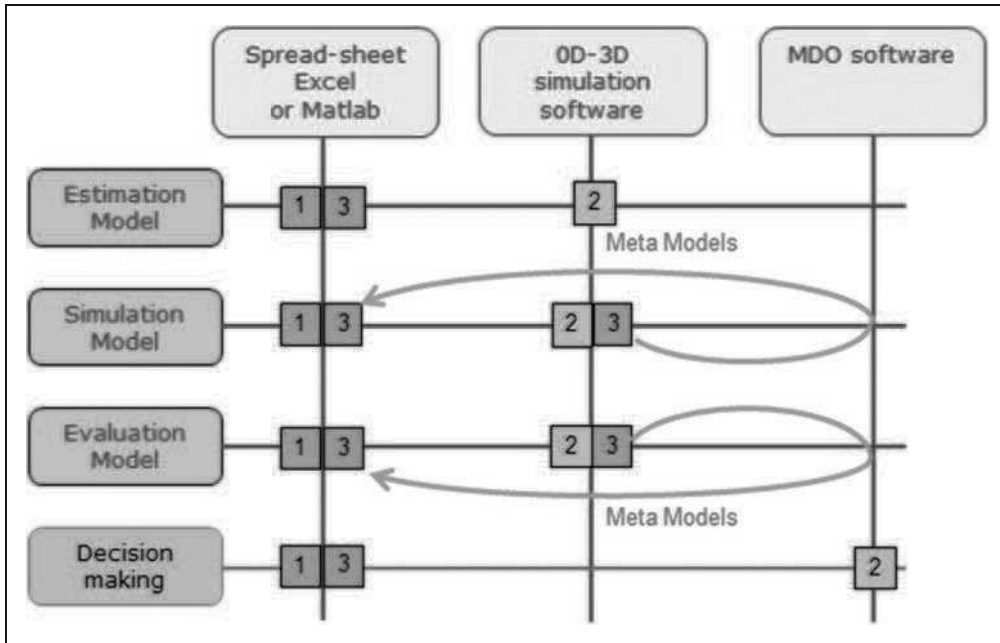 Spread-sheet
Excel
or Matlab
0D-3D
simulation
software
MDO software
Estimation
Model
1 3
2
Meta Models
Simulation
Model
1 3
2 3
Evaluation
Model
1 3
2 3
Meta Models
Decision
making
1 3
2